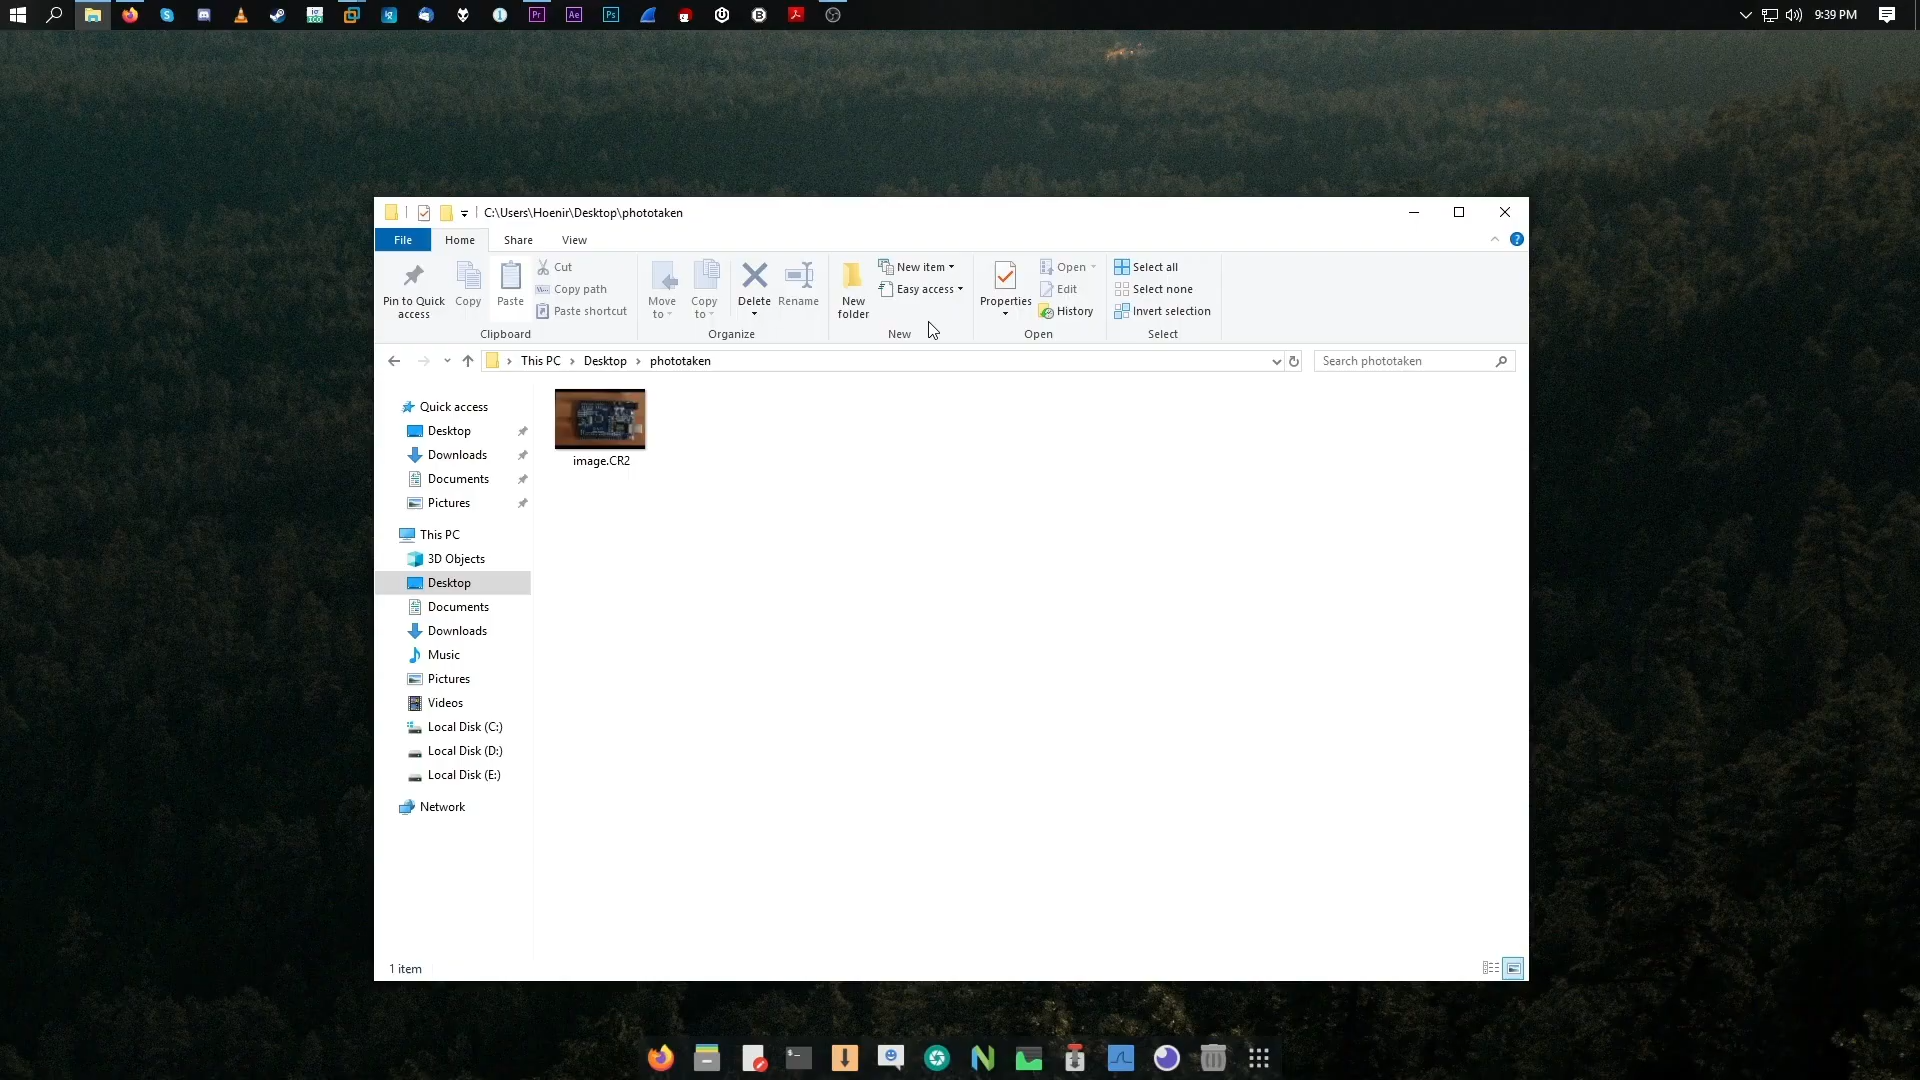 Pr
Ae
Ps
9:39 PM
C:\Users\Hoenir\Desktop\phototaken
File Home Share View
Pin to Quick access
Copy
Paste
Cut
Copy path
Paste shortcut
Clipboard
Move to
Copy to
Delete
Rename
Organize
New folder
New item
Easy access
New
Properties
Open
Edit
History
Open
Select all
Select none
Invert selection
Select
This PC > Desktop > phototaken
Search phototaken
Quick access
Desktop
Downloads
Documents
Pictures
This PC
3D Objects
Desktop
Documents
Downloads
Music
Pictures
Videos
Local Disk (C:)
Local Disk (D:)
Local Disk (E:)
Network
image.CR2
1 item